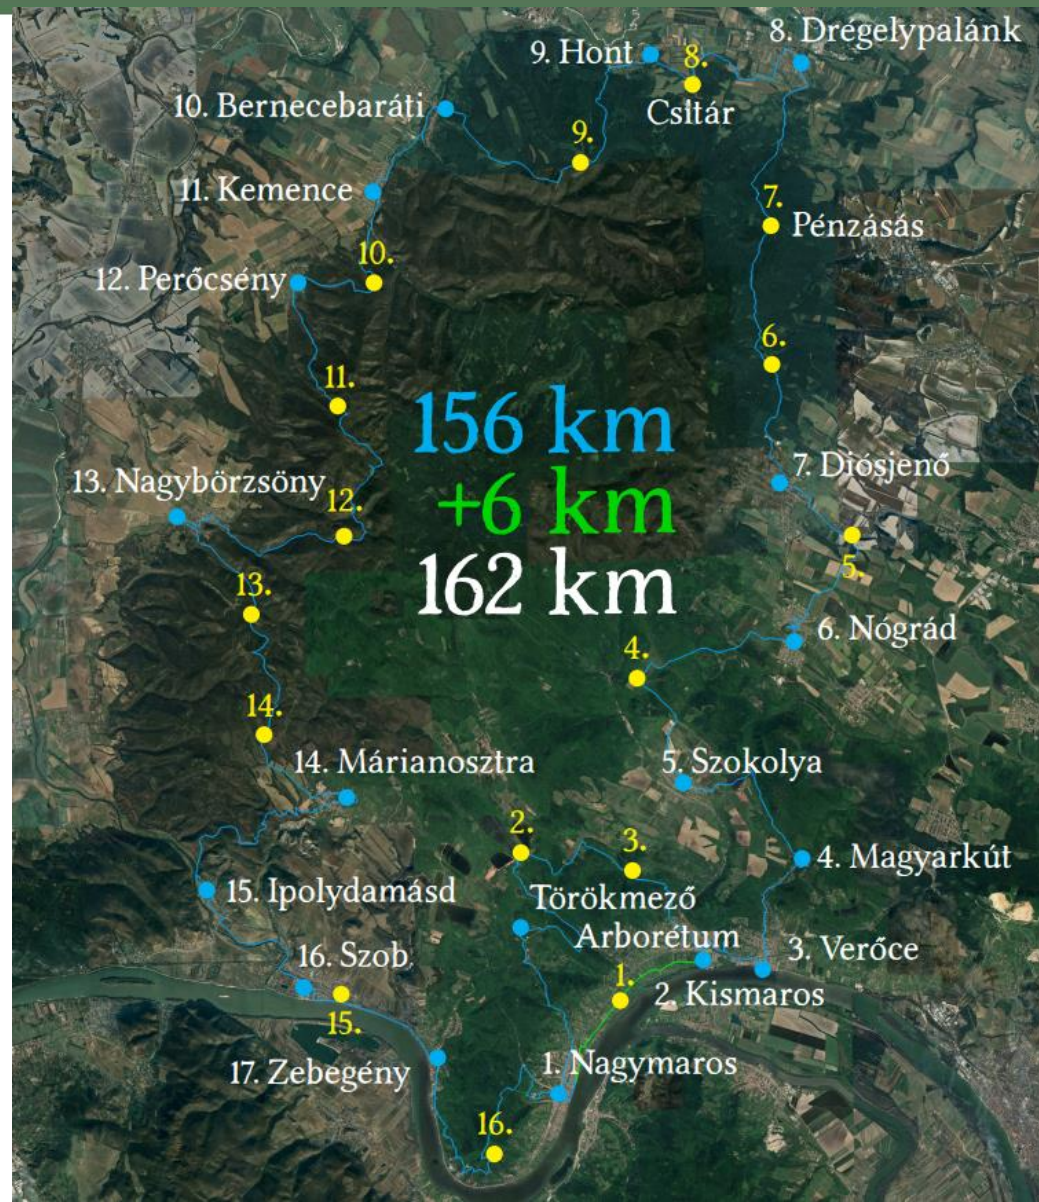 8. Drégelypalánk
9. Hont
8.
Csitár
10. Bernecebaráti
9.
11. Kemence
7.
Pénzásás
10.
12. Perőcsény
6.
11.
156 km
+6 km
162 km
7. Diósjenő
13. Nagybörzsöny
12.
5.
13.
6. Nógrád
4.
14.
14. Márianosztra
5. Szokolya
2.
3.
4. Magyarkút
15. Ipolydamásd
Törökmező
Arborétum
3. Verőce
16. Szob
1.
2. Kismaros
15.
17. Zebegény
1. Nagymaros
16.